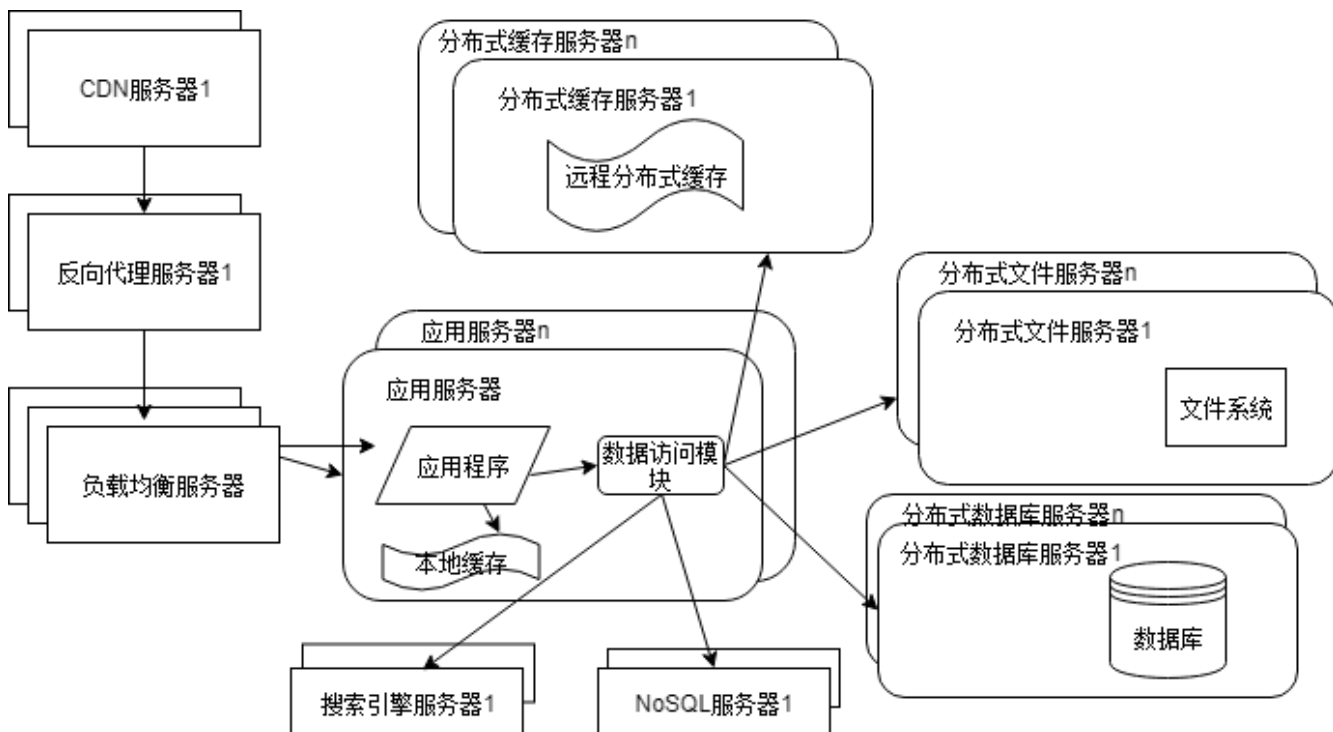 CDN服务器1
反向代理服务器1
负载均衡服务器
分布式缓存服务器n
分布式缓存服务器1
远程分布式缓存
应用服务器n
应用服务器
应用程序
本地缓存
数据访问模
块
分布式文件服务器n
分布式文件服务器1
文件系统
分布式数据库服务器n
分布式数据库服务器1
数据库
搜索引擎服务器1
NoSQL服务器1